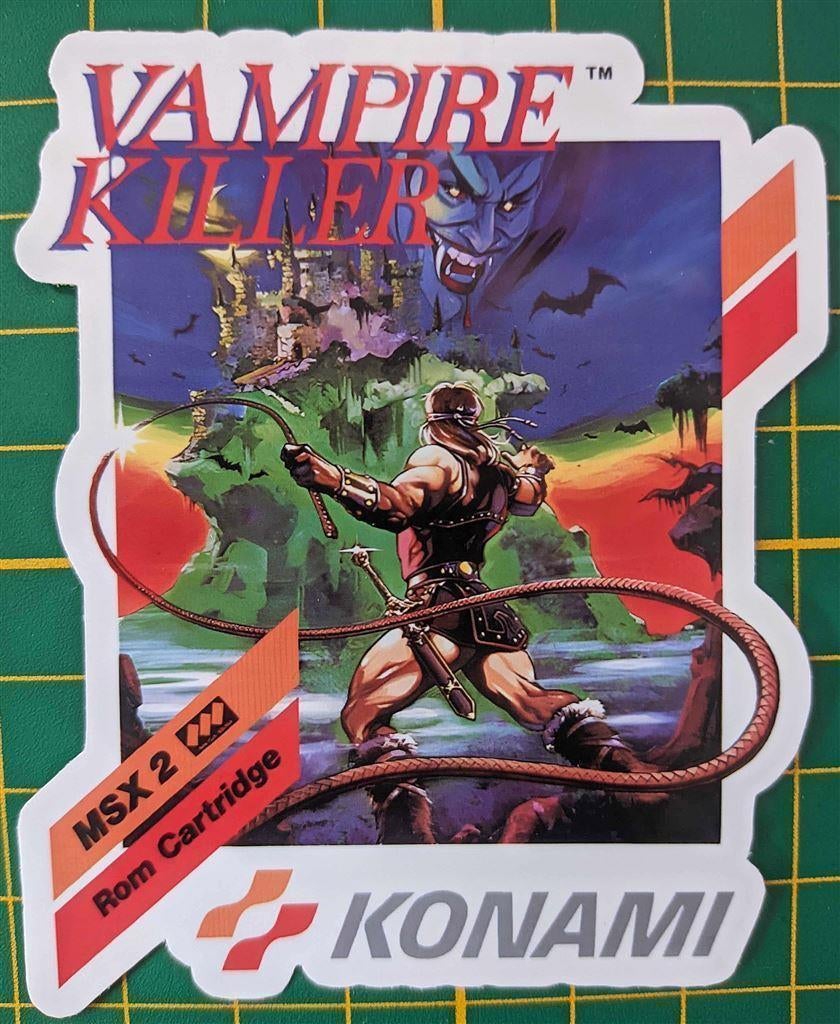 VAMPIRE™
KILLER
MSX 2
Rom Cartridge
KONAMI